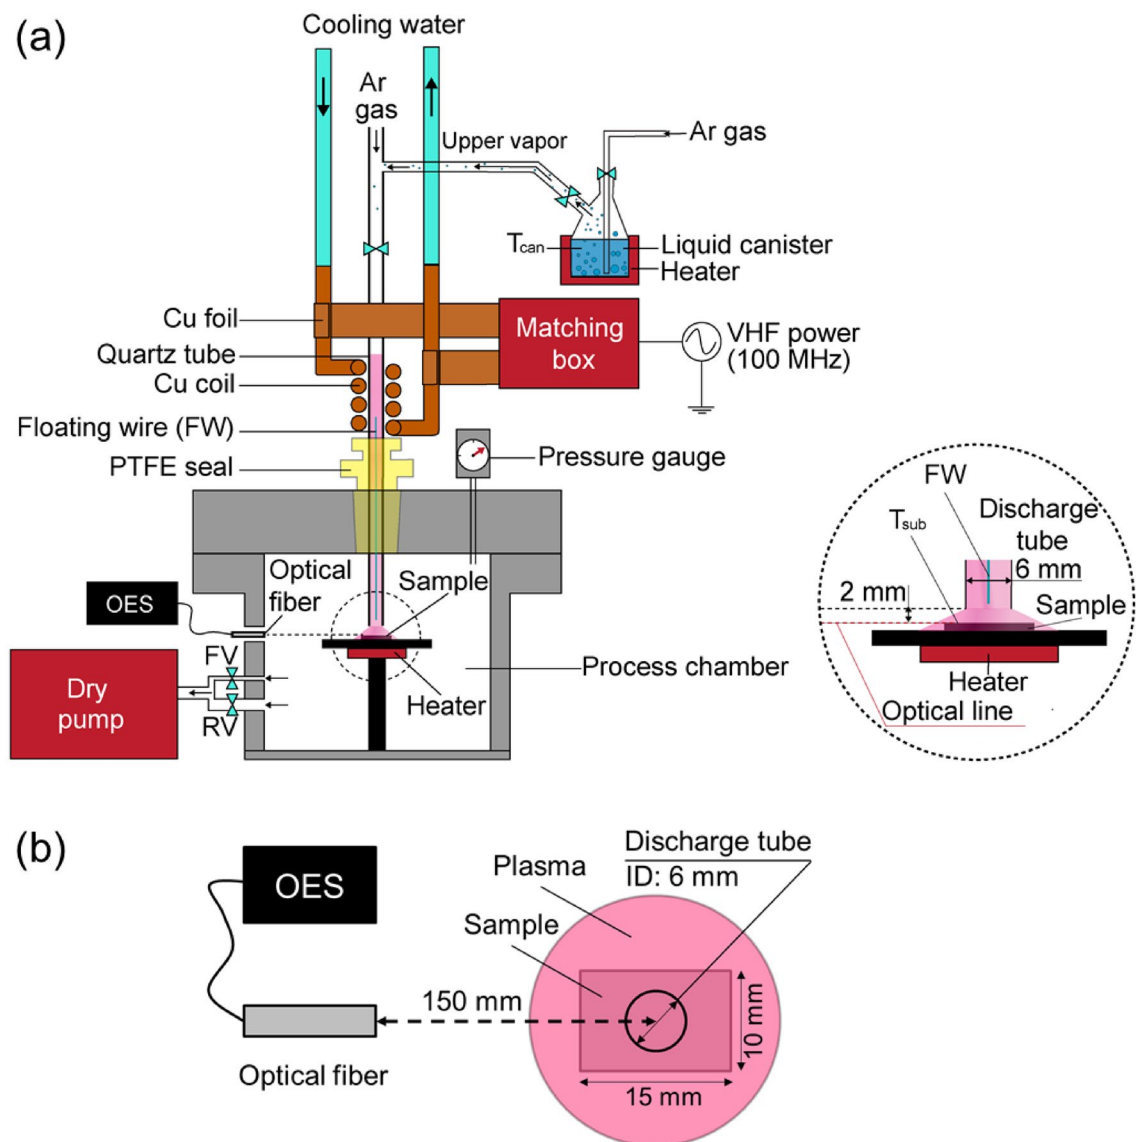 (a)
Cooling water
Ar
gas
Upper vapor
Ar gas
Tcan
Liquid canister
Heater
Cu foil
Matching
box
VHF power
(100 MHz)
Quartz tube
Cu coil
Floating wire (FW)
PTFE seal
Pressure gauge
Optical
fiber
Sample
OES
FV
Process chamber
Dry
pump
Heater
RV
FW
Tsub
Discharge
tube
6 mm
2 mm
Sample
Heater
Optical line
(b)
OES
Discharge tube
ID: 6 mm
Plasma
Sample
150 mm
10 mm
15 mm
Optical fiber